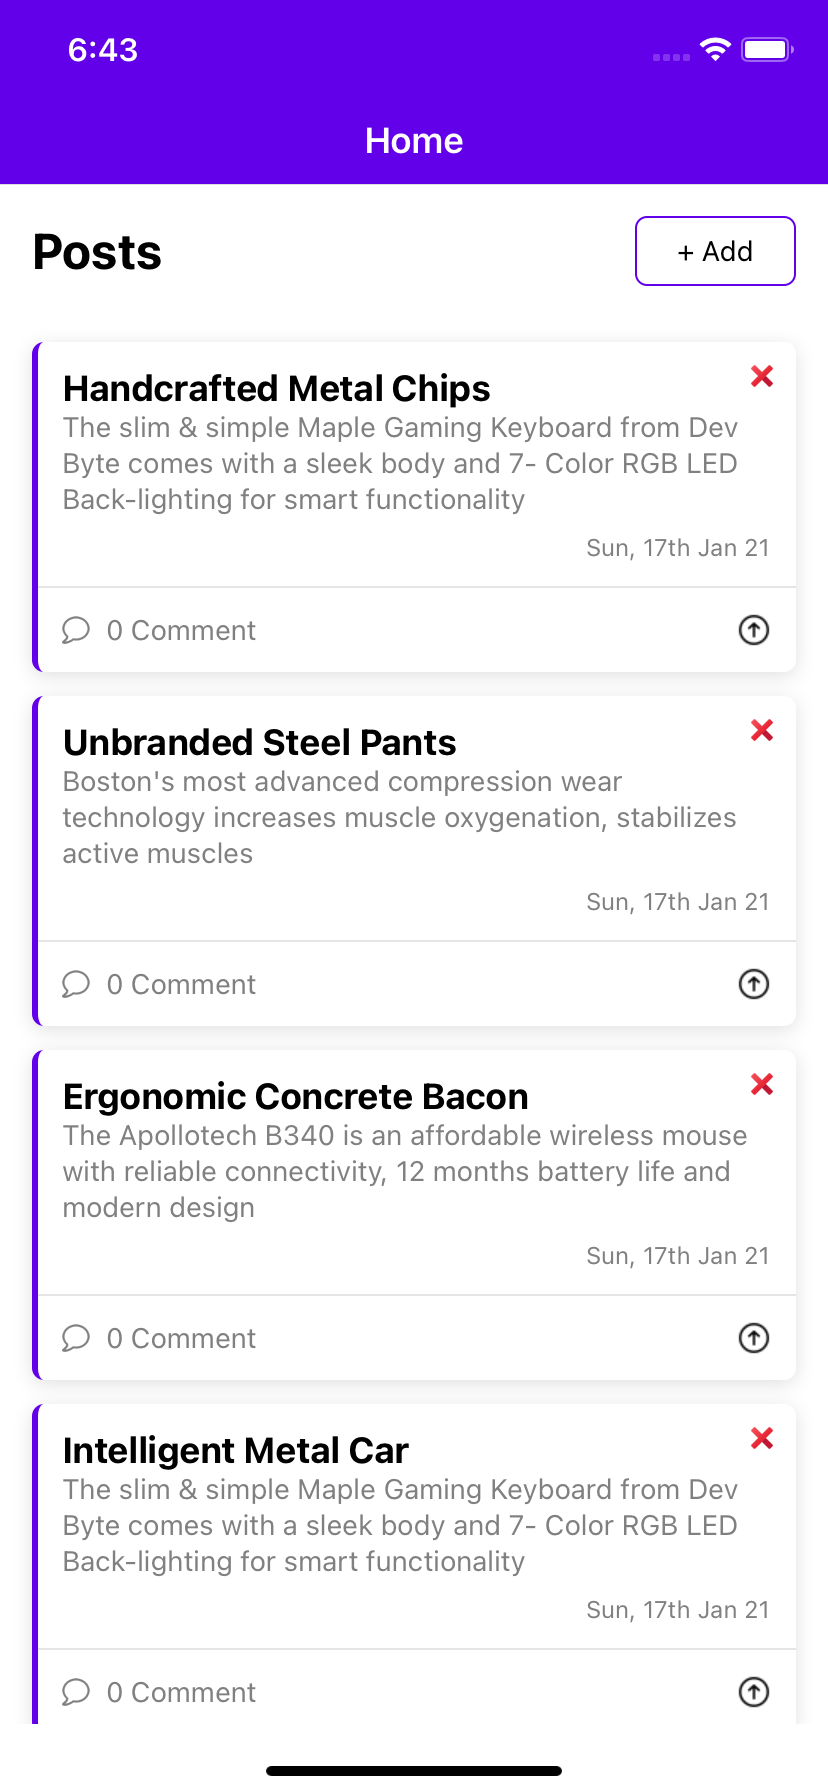 6:43
Home
Posts
+ Add
Handcrafted Metal Chips
The slim & simple Maple Gaming Keyboard from Dev
Byte comes with a sleek body and 7- Color RGB LED
Back-lighting for smart functionality
Sun, 17th Jan 21
0 Comment
Unbranded Steel Pants
Boston's most advanced compression wear
technology increases muscle oxygenation, stabilizes
active muscles
Sun, 17th Jan 21
0 Comment
Ergonomic Concrete Bacon
The Apollotech B340 is an affordable wireless mouse
with reliable connectivity, 12 months battery life and
modern design
Sun, 17th Jan 21
0 Comment
Intelligent Metal Car
The slim & simple Maple Gaming Keyboard from Dev
Byte comes with a sleek body and 7- Color RGB LED
Back-lighting for smart functionality
Sun, 17th Jan 21
0 Comment